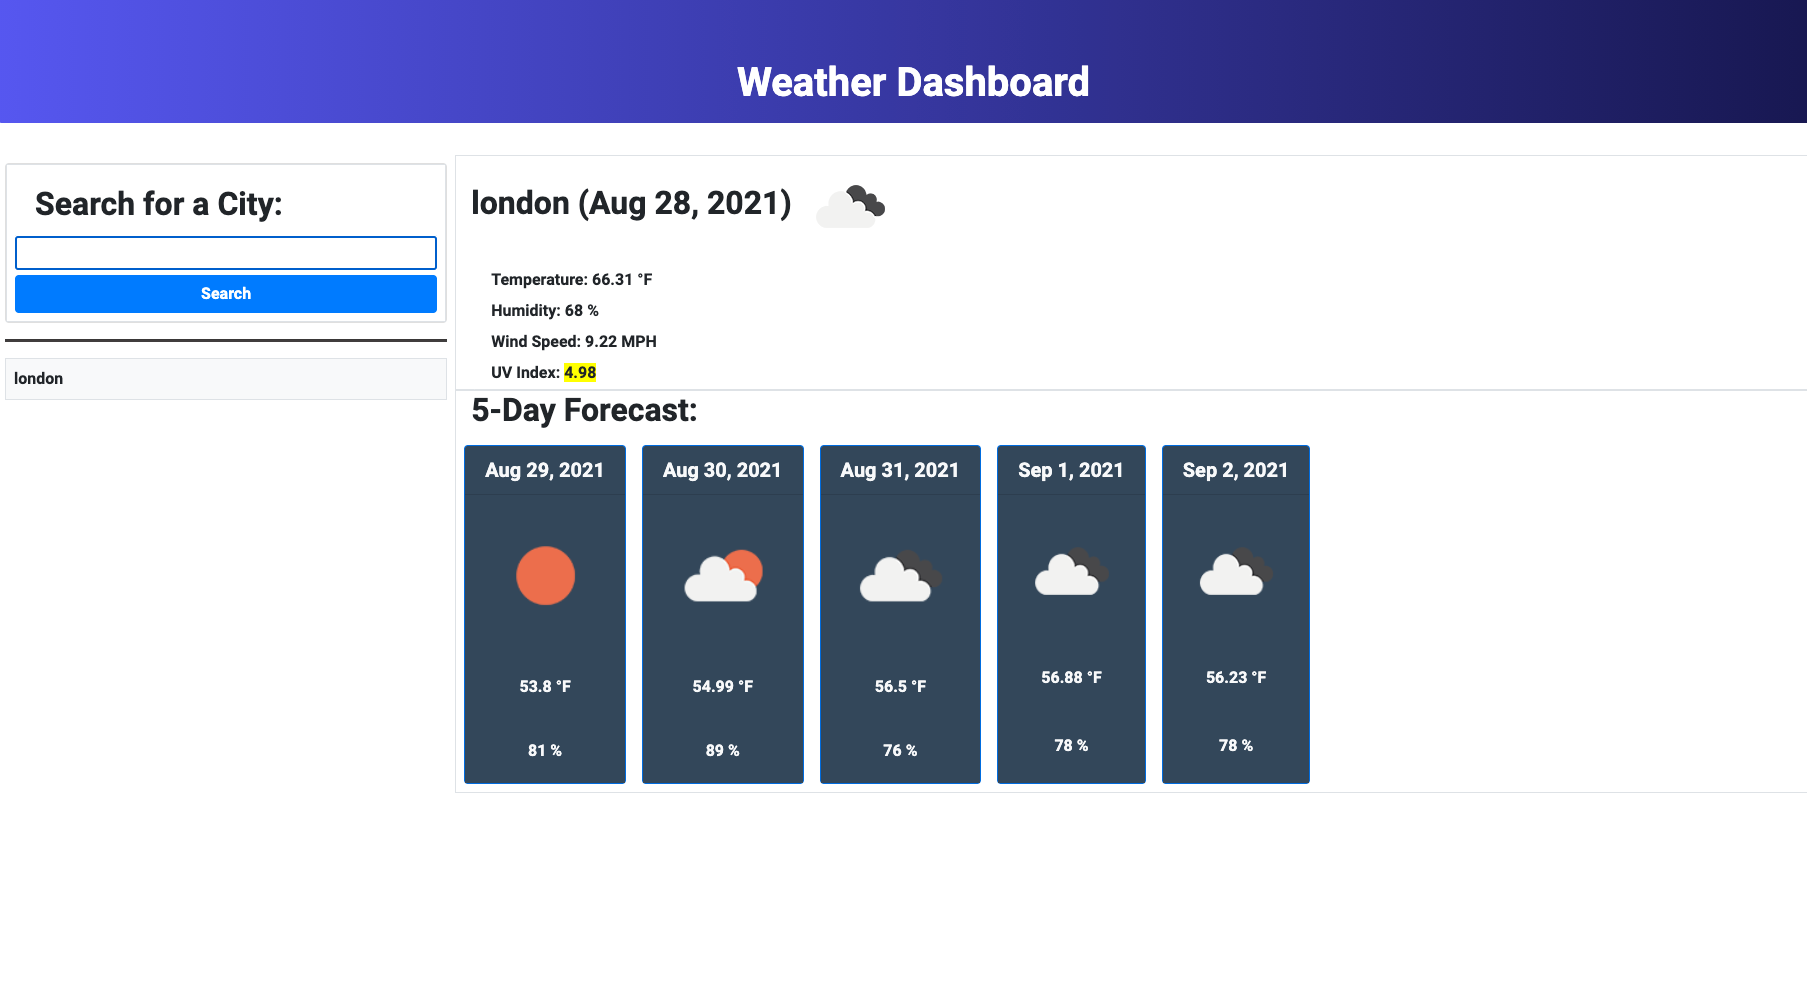 Weather Dashboard
Search for a City:
Search
london
london (Aug 28, 2021)
Temperature: 66.31 °F
Humidity: 68 %
Wind Speed: 9.22 MPH
UV Index: 4.98
5-Day Forecast:
Aug 29, 2021
53.8 °F
81 %
Aug 30, 2021
54.99 °F
89 %
Aug 31, 2021
56.5 °F
76 %
Sep 1, 2021
56.88 °F
78 %
Sep 2, 2021
56.23 °F
78 %